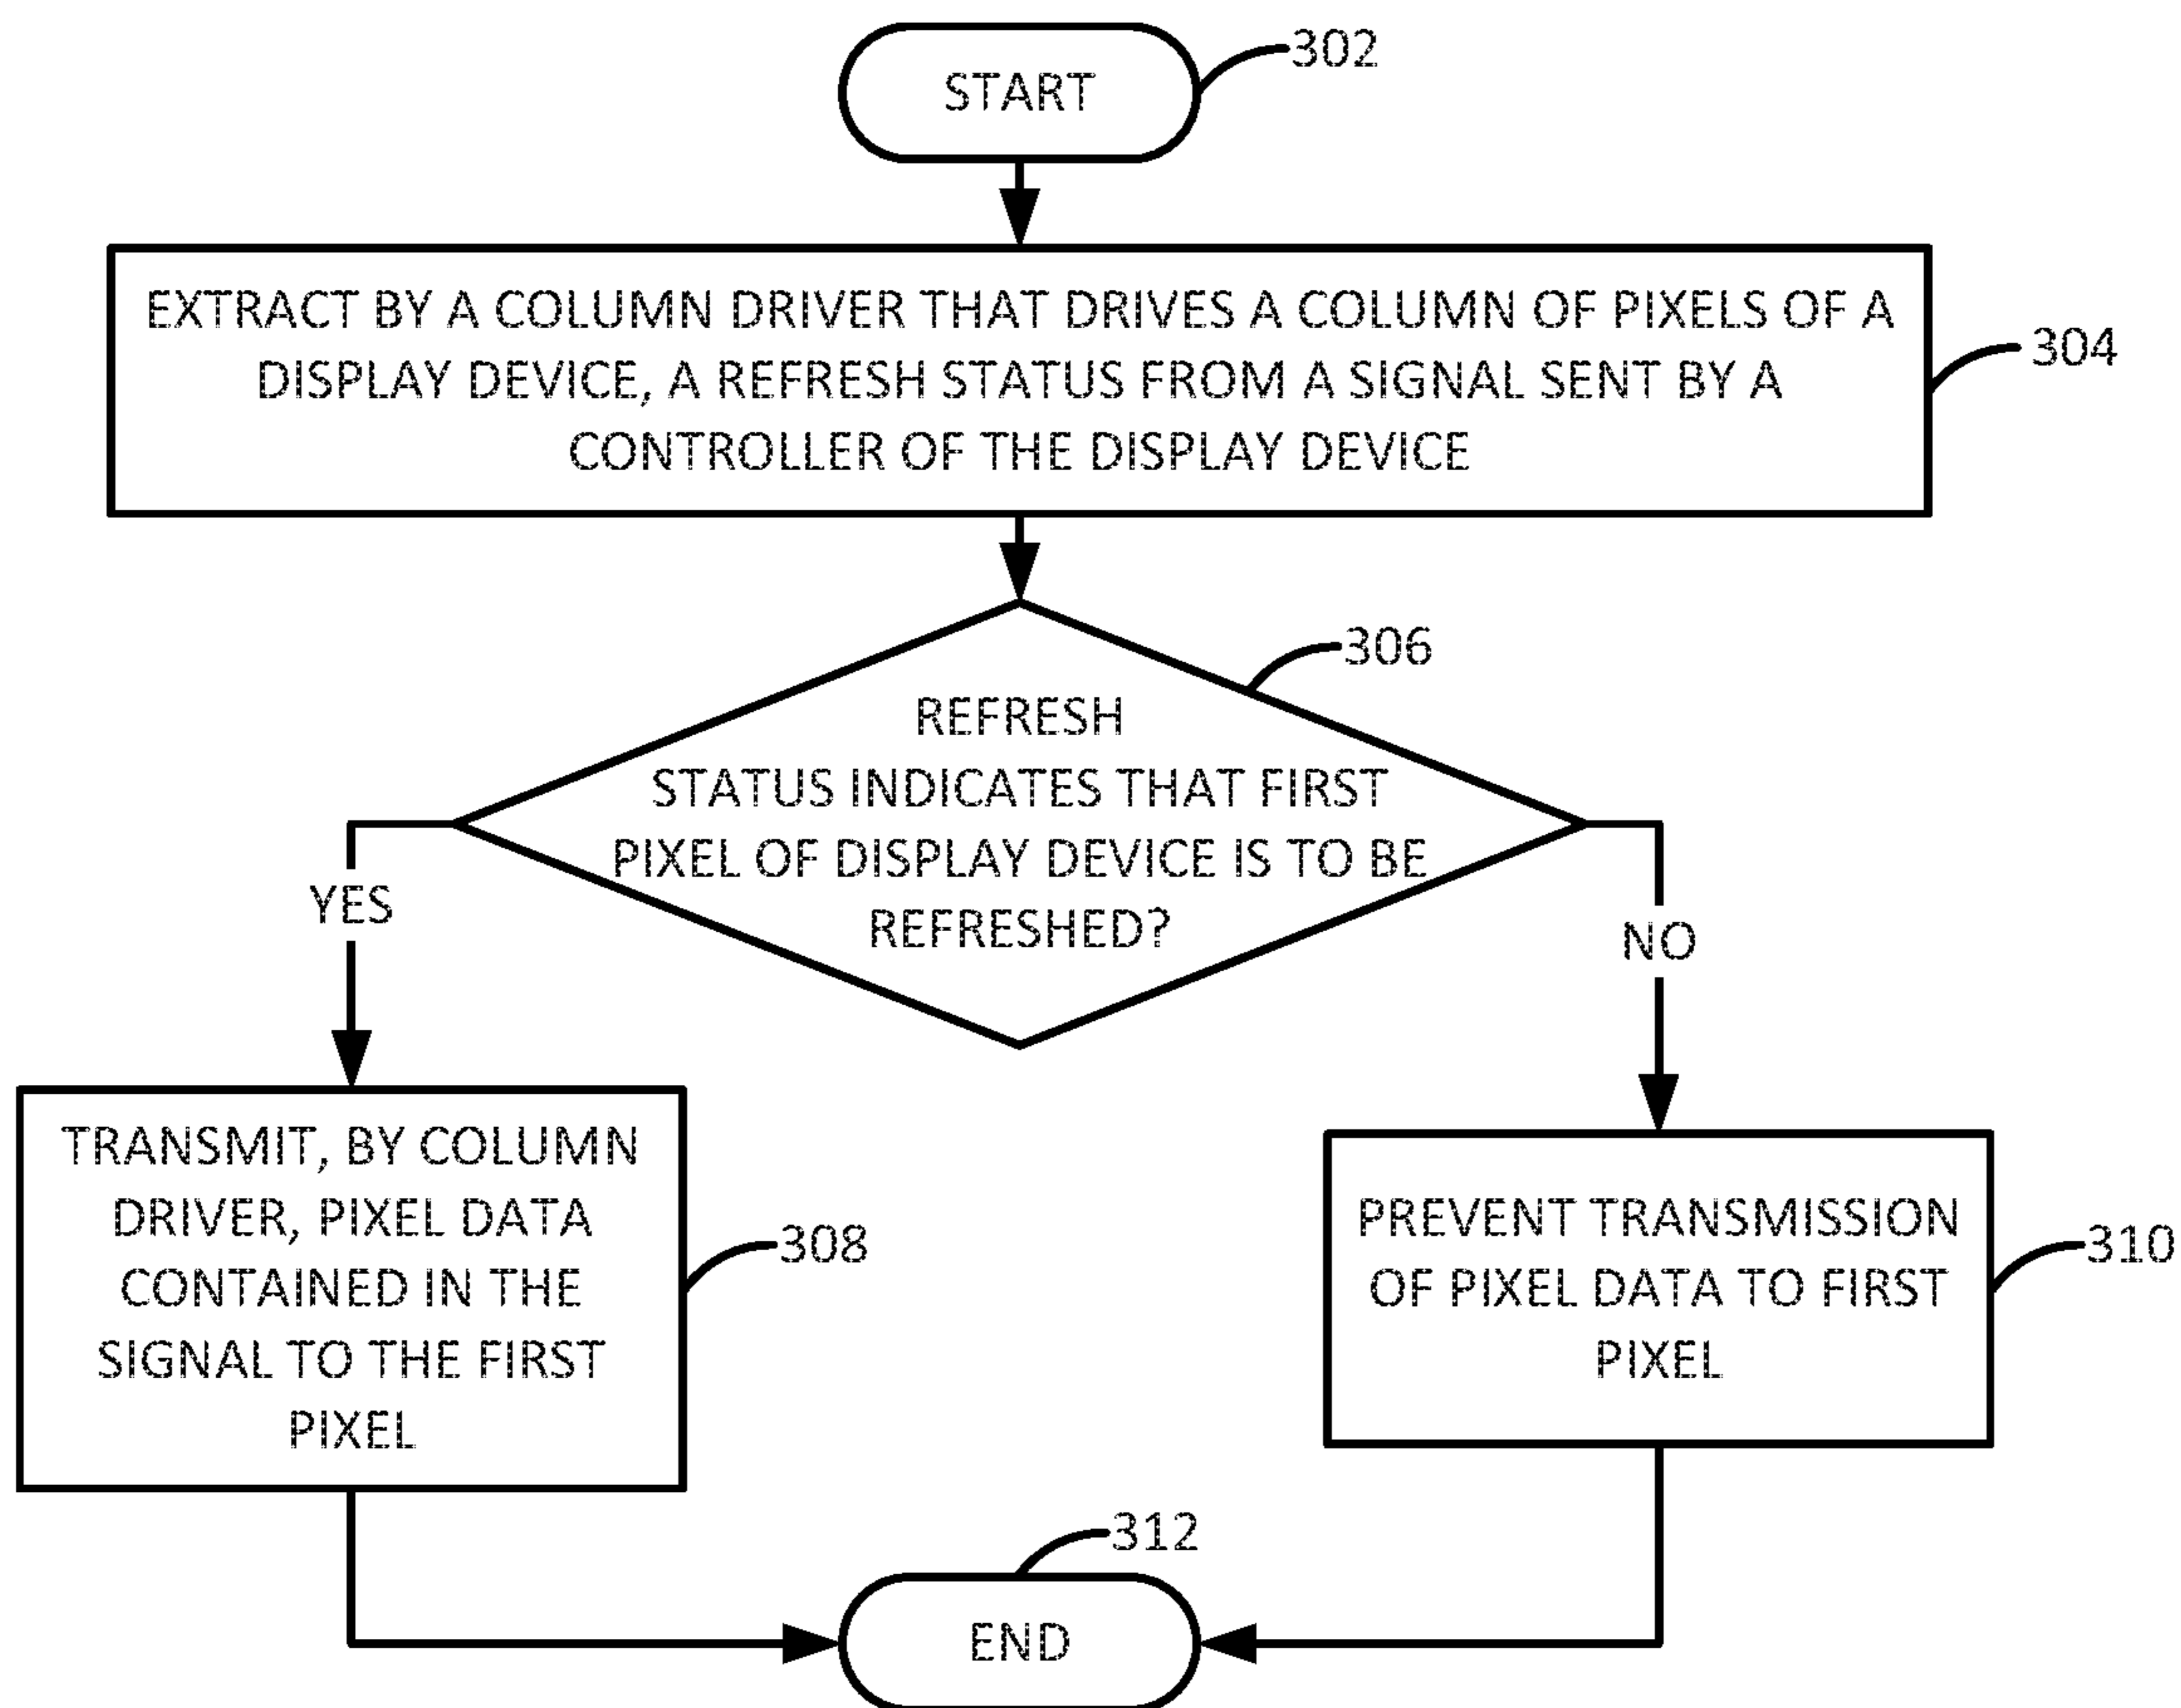 START
302
EXTRACT BY A COLUMN DRIVER THAT DRIVES A COLUMN OF PIXELS OF A
DISPLAY DEVICE, A REFRESH STATUS FROM A SIGNAL SENT BY A
CONTROLLER OF THE DISPLAY DEVICE
304
306
REFRESH
STATUS INDICATES THAT FIRST
PIXEL OF DISPLAY DEVICE IS TO BE
REFRESHED?
YES
NO
TRANSMIT, BY COLUMN
DRIVER, PIXEL DATA
CONTAINED IN THE
SIGNAL TO THE FIRST
PIXEL
308
PREVENT TRANSMISSION
OF PIXEL DATA TO FIRST
PIXEL
310
312
END